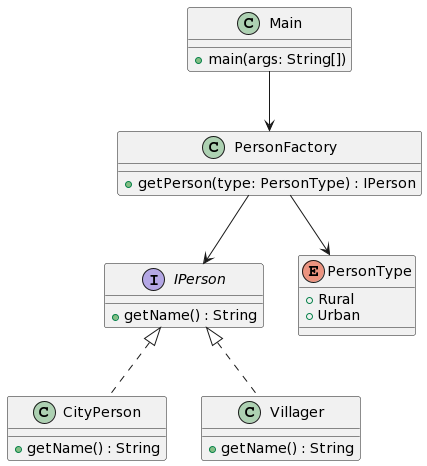 C Main
main(args: String[])
C PersonFactory
getPerson(type: PersonType) : IPerson
I IPerson
getName() : String
E PersonType
Rural
Urban
C CityPerson
getName() : String
C Villager
getName() : String